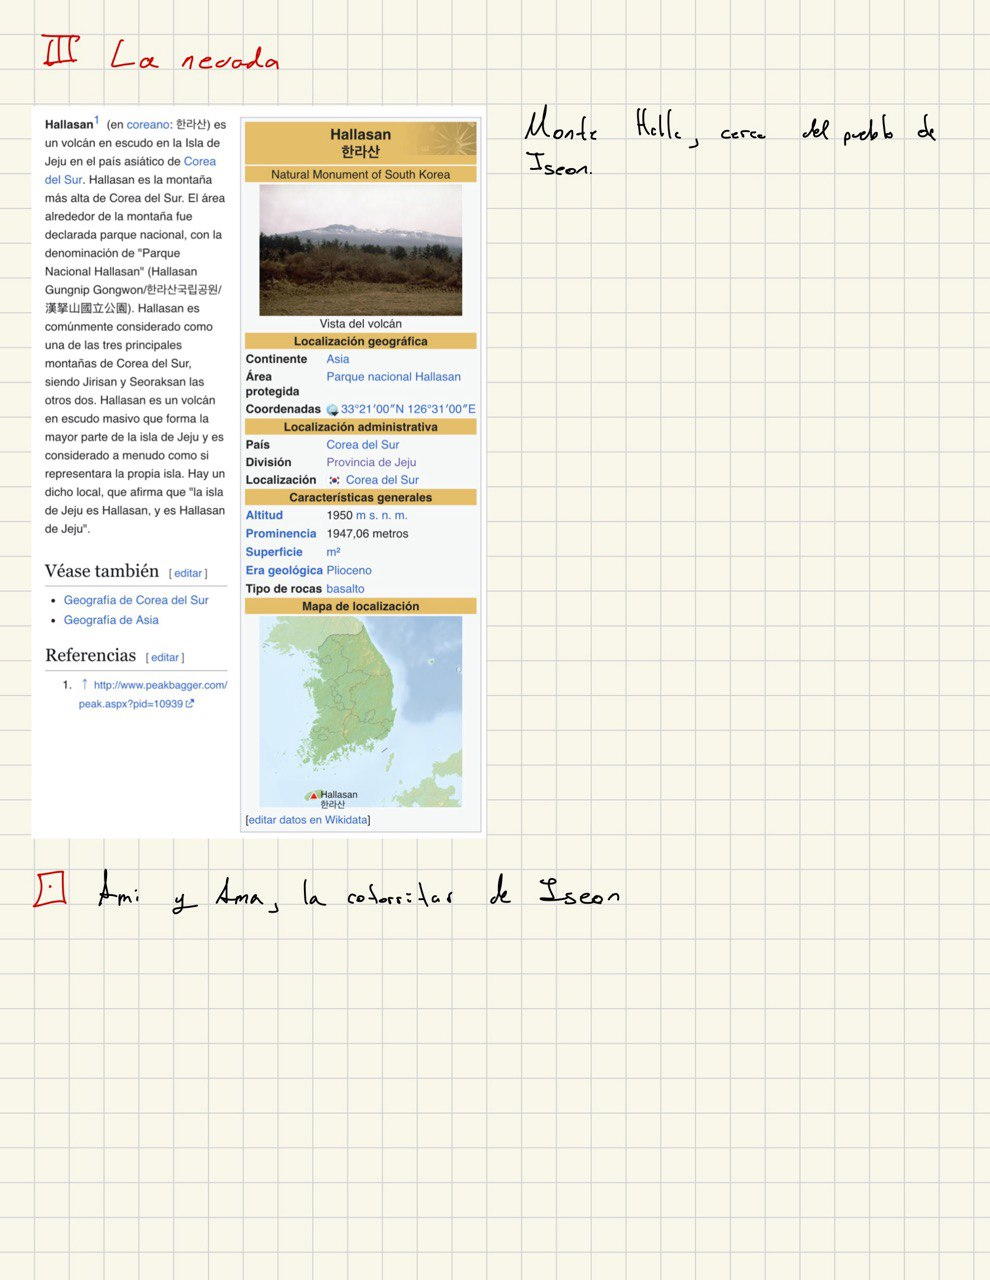 III La nevada
Monte Halla, cerca del pueblo de
Iseon.
Hallasan1 (en coreano: 한라산) es
un volcán en escudo en la Isla de
Jeju en el país asiático de Corea
del Sur. Hallasan es la montaña
más alta de Corea del Sur. El área
alrededor de la montaña fue
declarada parque nacional, con la
denominación de "Parque
Nacional Hallasan" (Hallasan
Gungnip Gongwon/한라산국립공원/
漢拏山國立公園). Hallasan es
comúnmente considerado como
una de las tres principales
montañas de Corea del Sur,
siendo Jirisan y Seoraksan las
otros dos. Hallasan es un volcán
en escudo masivo que forma la
mayor parte de la isla de Jeju y es
considerado a menudo como si
representara la propia isla. Hay un
dicho local, que afirma que "la isla
de Jeju es Hallasan, y es Hallasan
de Jeju".
Véase también [ editar ]
• Geografía de Corea del Sur
• Geografía de Asia
Referencias [ editar ]
1. ↑ http://www.peakbagger.com/
peak.aspx?pid=10939
Hallasan
한라산
Natural Monument of South Korea
Vista del volcán
Localización geográfica
Continente Asia
Área Parque nacional Hallasan
protegida
Coordenadas 33°21′00″N 126°31′00″E
Localización administrativa
País Corea del Sur
División Provincia de Jeju
Localización Corea del Sur
Características generales
Altitud 1950 m s. n. m.
Prominencia 1947,06 metros
Superficie m²
Era geológica Plioceno
Tipo de rocas basalto
Mapa de localización
Hallasan
한라산
[editar datos en Wikidata]
Ami y Ama, la cotorritas de Iseon